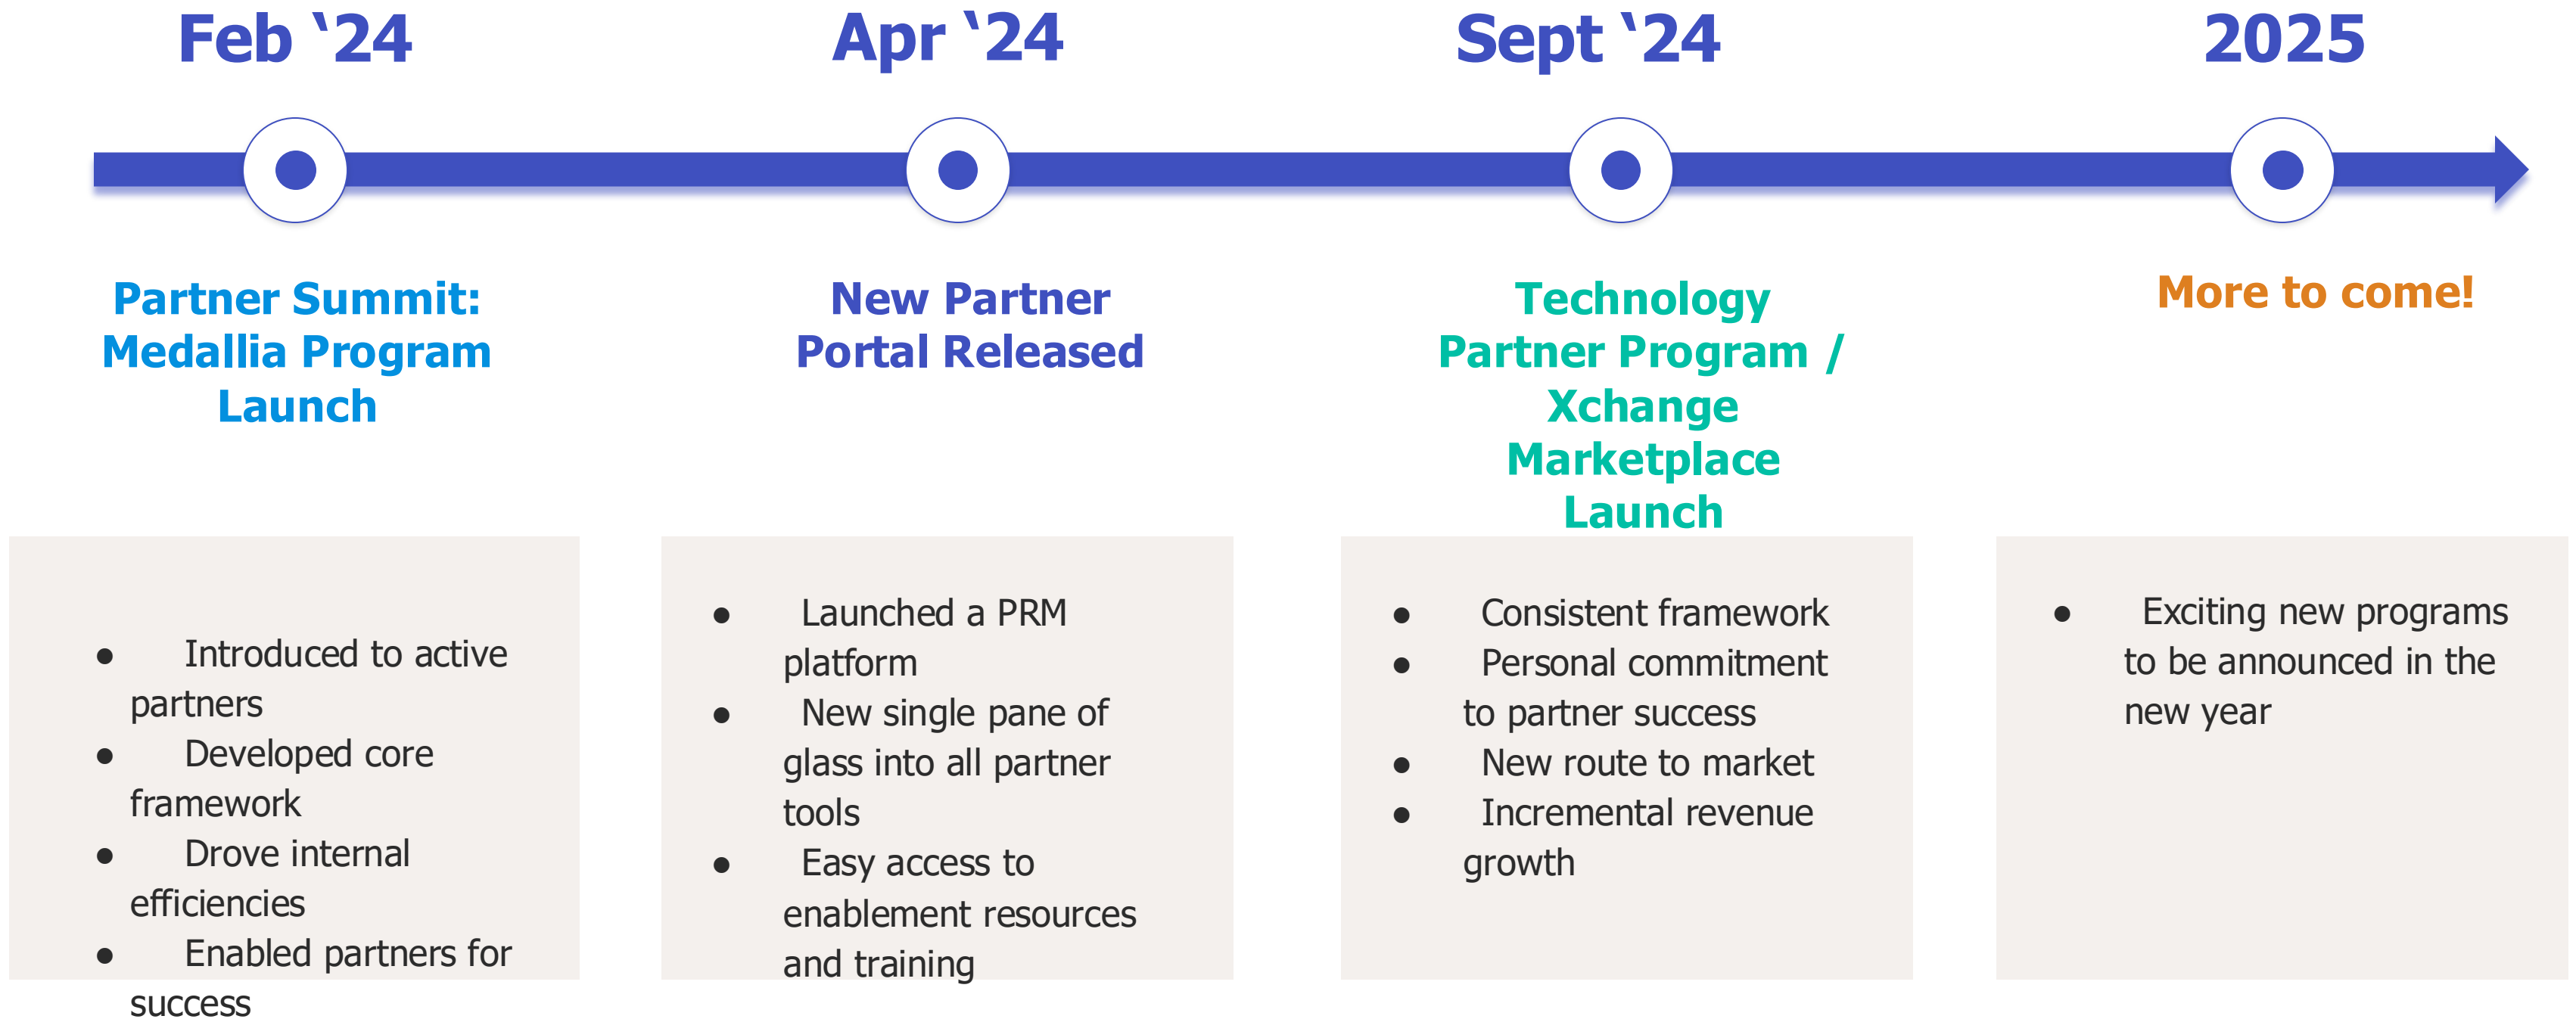 Feb ‘24
Apr ‘24
Sept ‘24
2025
Partner Summit:
Medallia Program
Launch
New Partner
Portal Released
Technology
Partner Program /
Xchange
Marketplace
Launch
More to come!
● Introduced to active
partners
● Developed core
framework
● Drove internal
efficiencies
● Enabled partners for
success
● Launched a PRM
platform
● New single pane of
glass into all partner
tools
● Easy access to
enablement resources
and training
● Consistent framework
● Personal commitment
to partner success
● New route to market
● Incremental revenue
growth
● Exciting new programs
to be announced in the
new year